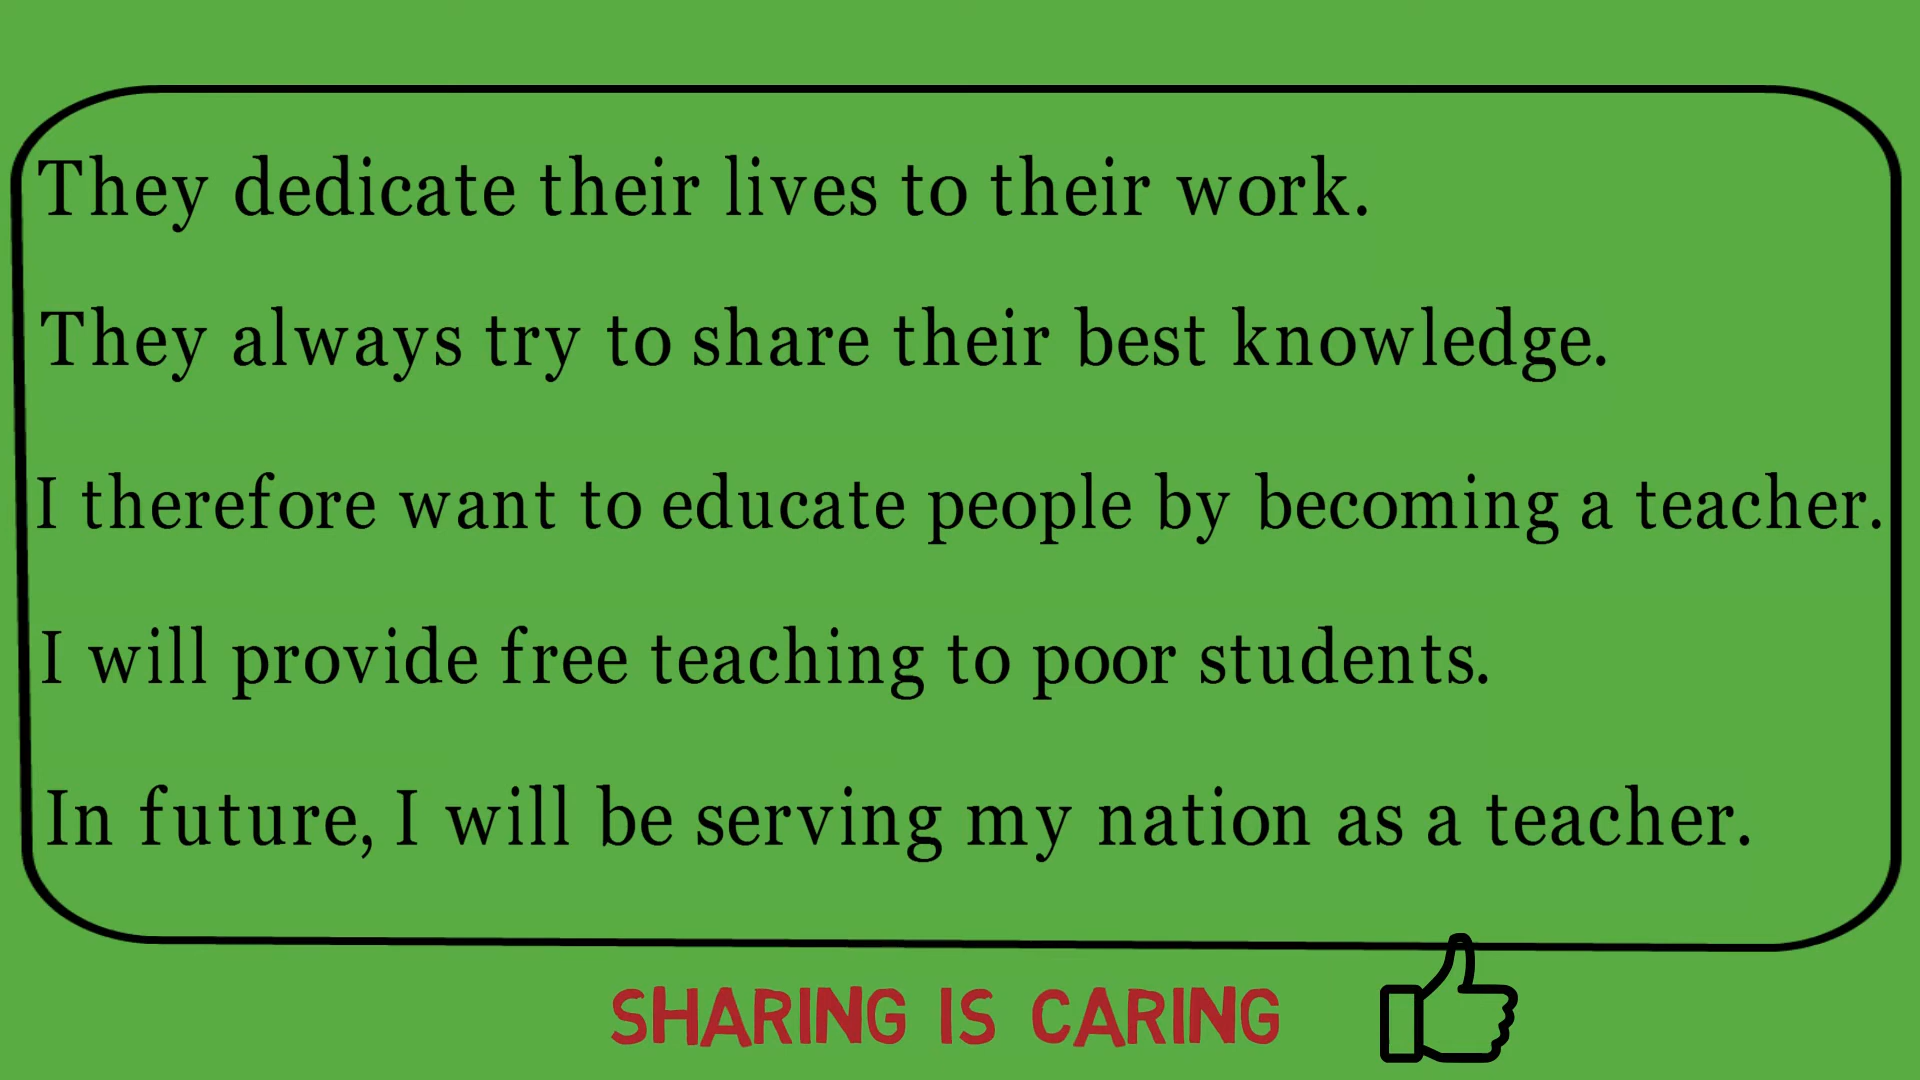 They dedicate their lives to their work.
They always try to share their best knowledge.
I therefore want to educate people by becoming a teacher.
I will provide free teaching to poor students.
In future, I will be serving my nation as a teacher.
SHARING IS CARING